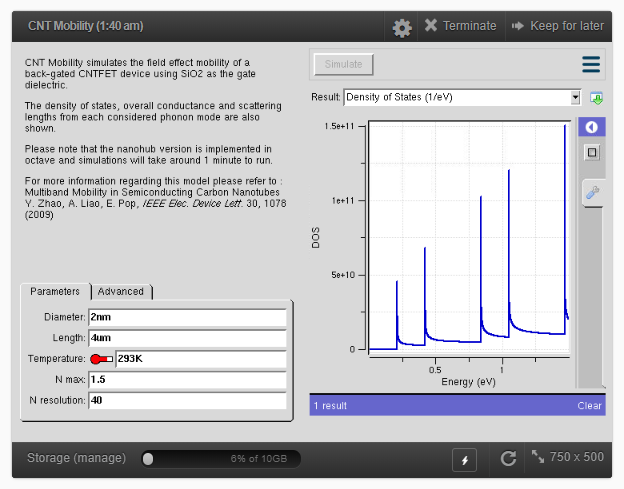 CNT Mobility (1:40 am)
Terminate
Keep for later
CNT Mobility simulates the field effect mobility of a
back-gated CNTFET device using SiO2 as the gate
dielectric.
The density of states, overall conductance and scattering
lengths from each considered phonon mode are also
shown.
Please note that the nanohub version is implemented in
octave and simulations will take around 1 minute to run.
For more information regarding this model please refer to :
Multiband Mobility in Semiconducting Carbon Nanotubes
Y. Zhao, A. Liao, E. Pop, IEEE Elec. Device Lett. 30, 1078
(2009)
Parameters
Advanced
Diameter: 2nm
Length: 4um
Temperature: 293K
N max: 1.5
N resolution: 40
Simulate
Result: Density of States (1/eV)
1.5e+11
1e+11
5e+10
0
DOS
0.5
1
Energy (eV)
1 result
Clear
Storage (manage)
6% of 10GB
750 x 500